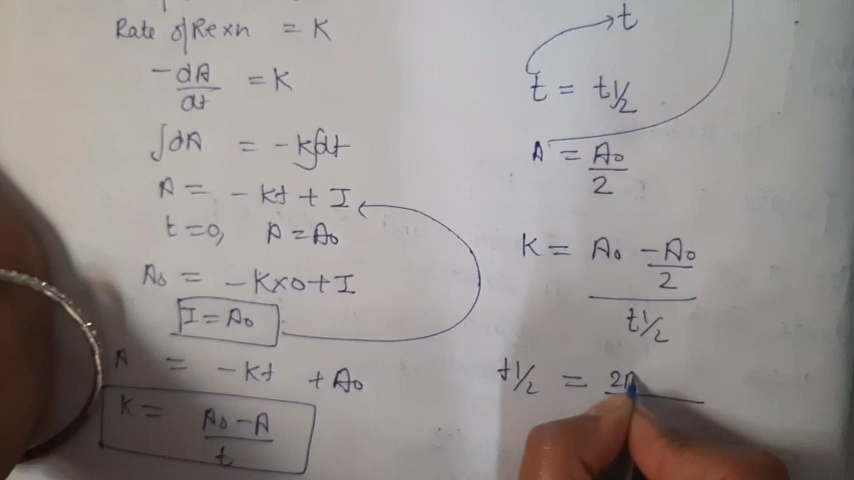 Rate of Rexn = K
-dA/dt = K
∫dA = -K∫dt
A = -Kt + I
t=0, A = A₀
A₀ = -K×0+I
I = A₀
A = -Kt + A₀
K = A₀ - A / t
t
t = t1/2
A = A₀/2
K = A₀ - A₀/2 / t1/2
t1/2 = 2A